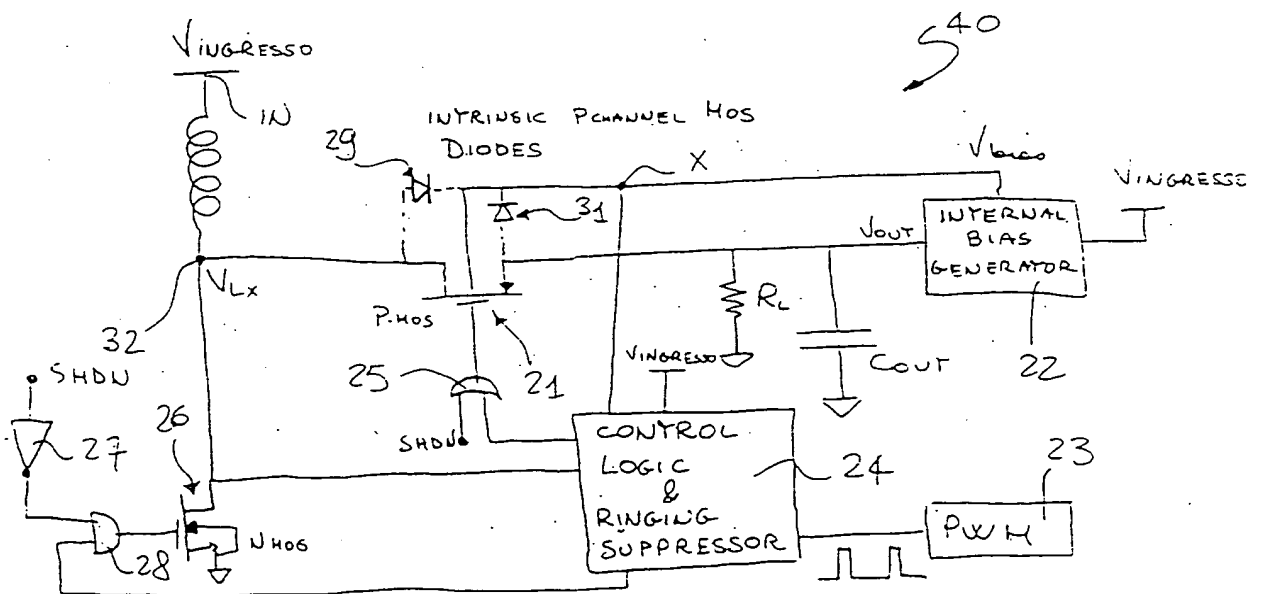 40
VINGRESSO
IN
INTRINSIC PCHANNEL MOS
DIODES
29
X
Vbias
VINGRESSE
31
INTERNAL
BIAS
GENERATOR
VOUT
VLx
P.MOS
RL
32
VINGRESSO
COUT
22
SHDN
25
21
26
27
SHDN
CONTROL
LOGIC
&
RINGING
SUPPRESSOR
24
23
PWM
NMOS
28